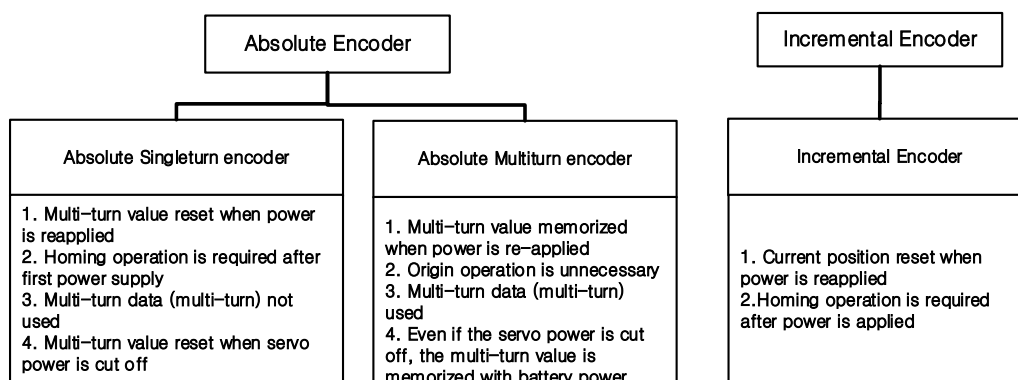 Absolute Encoder
Incremental Encoder
Absolute Singleturn encoder
1. Multi-turn value reset when power
is reapplied
2. Homing operation is required after
first power supply
3. Multi-turn data (multi-turn) not
used
4. Multi-turn value reset when servo
power is cut off
Absolute Multiturn encoder
1. Multi-turn value memorized
when power is re-applied
2. Origin operation is unnecessary
3. Multi-turn data (multi-turn)
used
4. Even if the servo power is cut
off, the multi-turn value is
memorized with battery power
Incremental Encoder
1. Current position reset when
power is reapplied
2.Homing operation is required
after power is applied